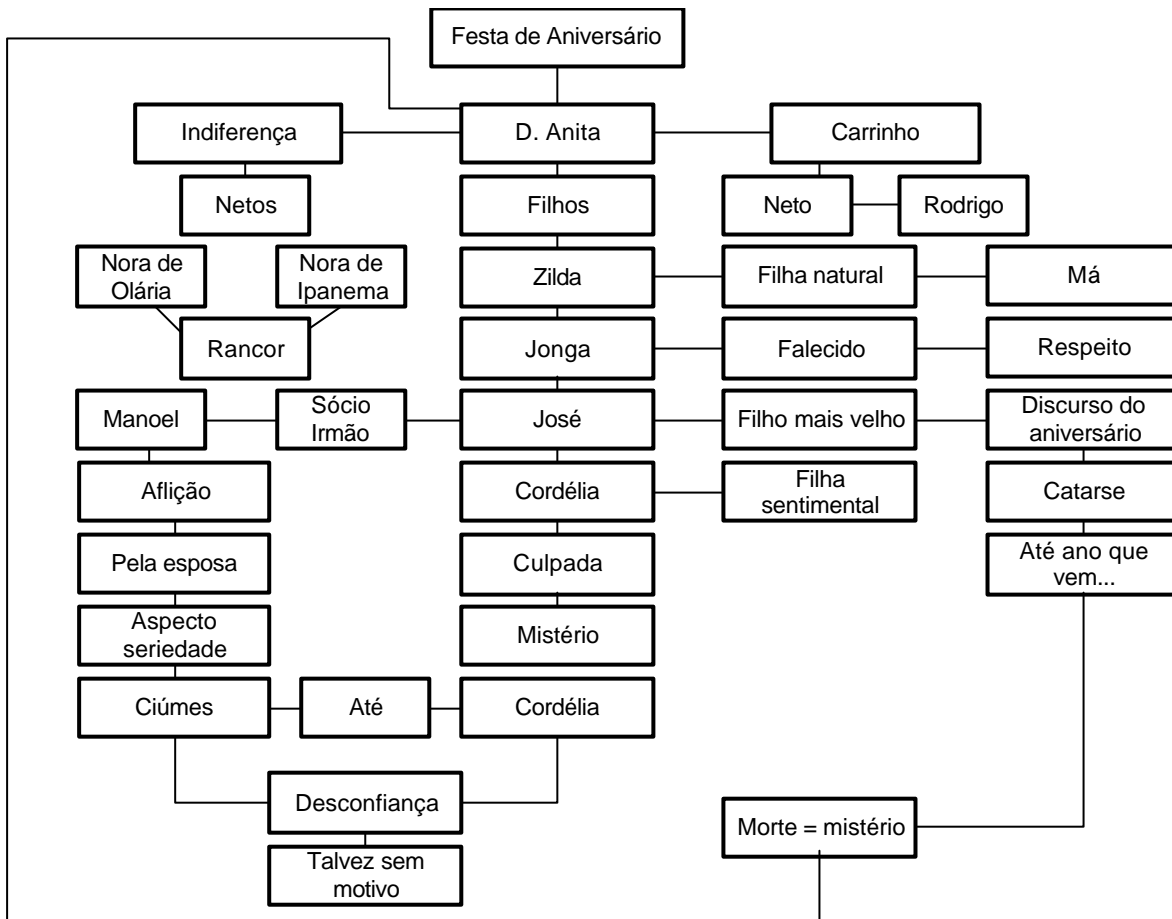 Festa de Aniversário
Indiferença
D. Anita
Carrinho
Netos
Filhos
Neto
Rodrigo
Nora de
Olária
Nora de
Ipanema
Zilda
Filha natural
Má
Rancor
Jonga
Falecido
Respeito
Manoel
Sócio
Irmão
José
Filho mais velho
Discurso do
aniversário
Aflição
Cordélia
Filha
sentimental
Catarse
Pela esposa
Culpada
Até ano que
vem...
Aspecto
seriedade
Mistério
Ciúmes
Até
Cordélia
Desconfiança
Morte = mistério
Talvez sem
motivo